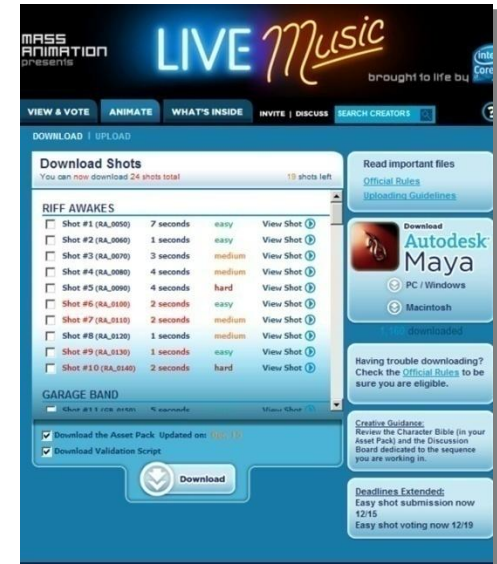 MASS
ANIMATION
presents
LIVE Music
brought to life by
intel
Core
VIEW & VOTE ANIMATE WHAT'S INSIDE INVITE | DISCUSS SEARCH CREATORS
DOWNLOAD | UPLOAD
Download Shots
You can now download 24 shots total 19 shots left
RIFF AWAKES
Shot #1 (RA_0050) 7 seconds easy View Shot
Shot #2 (RA_0060) 1 seconds easy View Shot
Shot #3 (RA_0070) 3 seconds medium View Shot
Shot #4 (RA_0080) 4 seconds medium View Shot
Shot #5 (RA_0090) 4 seconds hard View Shot
Shot #6 (RA_0100) 2 seconds easy View Shot
Shot #7 (RA_0110) 2 seconds medium View Shot
Shot #8 (RA_0120) 1 seconds medium View Shot
Shot #9 (RA_0130) 1 seconds easy View Shot
Shot #10 (RA_0140) 2 seconds hard View Shot
GARAGE BAND
Shot #11 5 seconds View Shot
Download the Asset Pack Updated on:
Download Validation Script
Download
Read important files
Official Rules
Uploading Guidelines
Download
Autodesk
Maya
PC / Windows
Macintosh
downloaded
Having trouble downloading?
Check the Official Rules to be
sure you are eligible.
Creative Guidance:
Review the Character Bible (in your
Asset Pack) and the Discussion
Board dedicated to the sequence
you are working in.
Deadlines Extended:
Easy shot submission now
12/15
Easy shot voting now 12/19